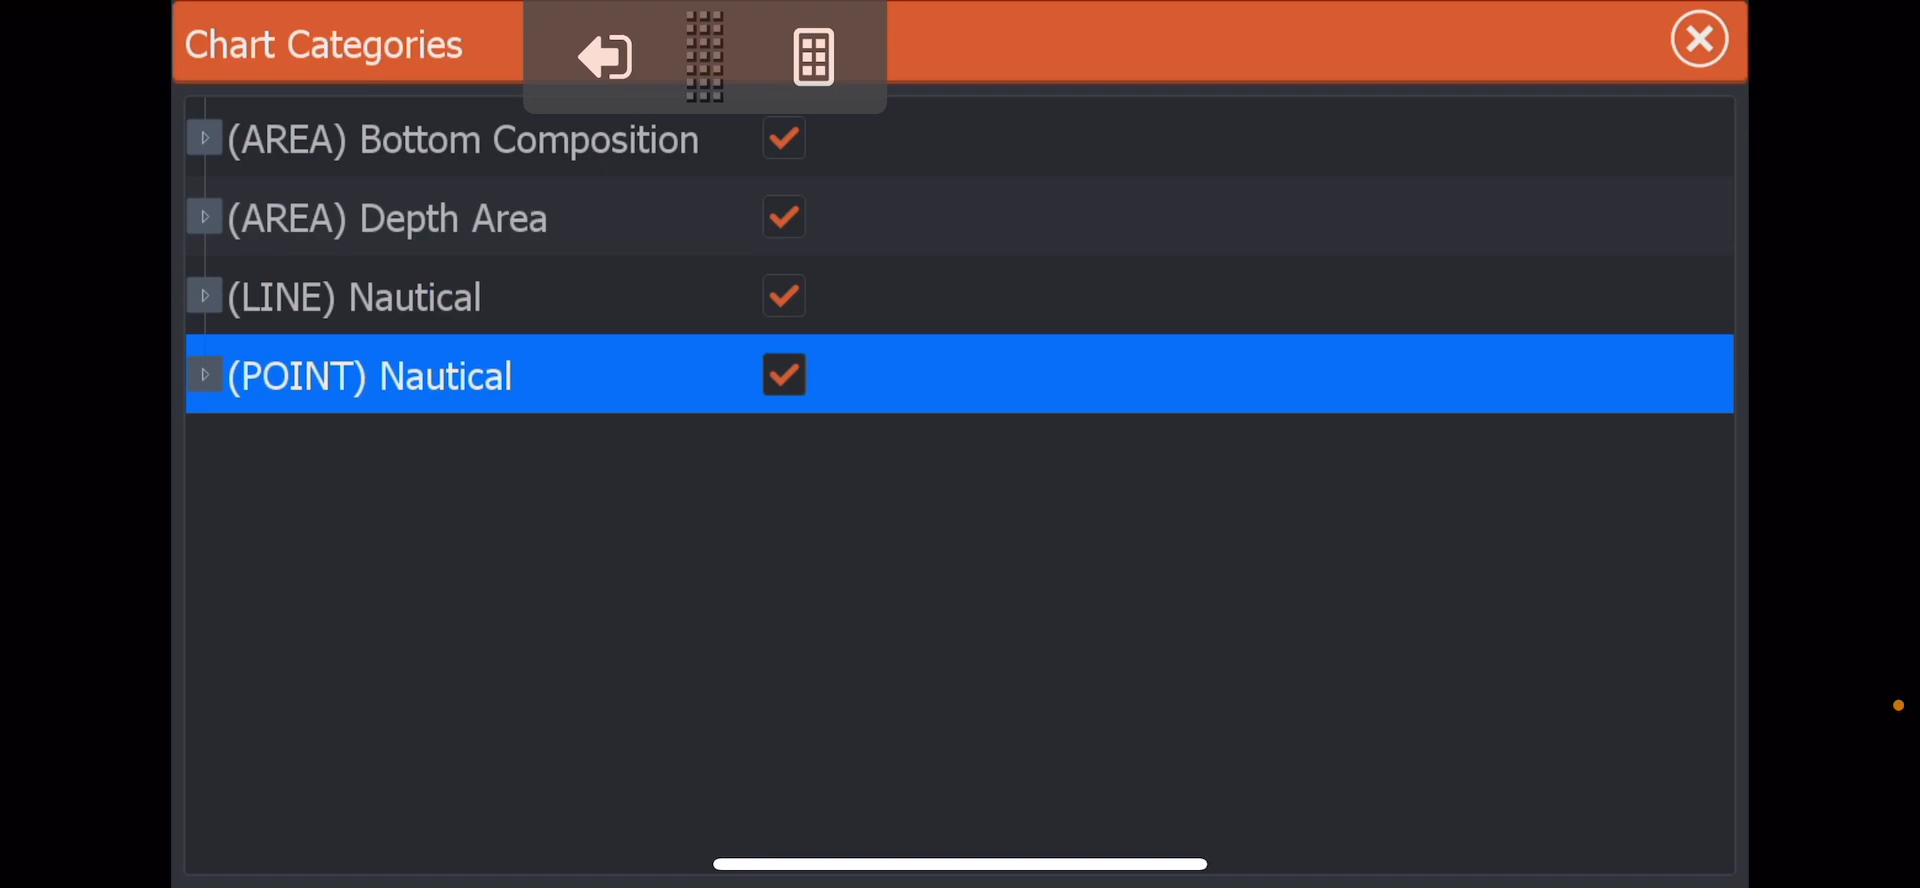 Chart Categories
(AREA) Bottom Composition
(AREA) Depth Area
(LINE) Nautical
(POINT) Nautical